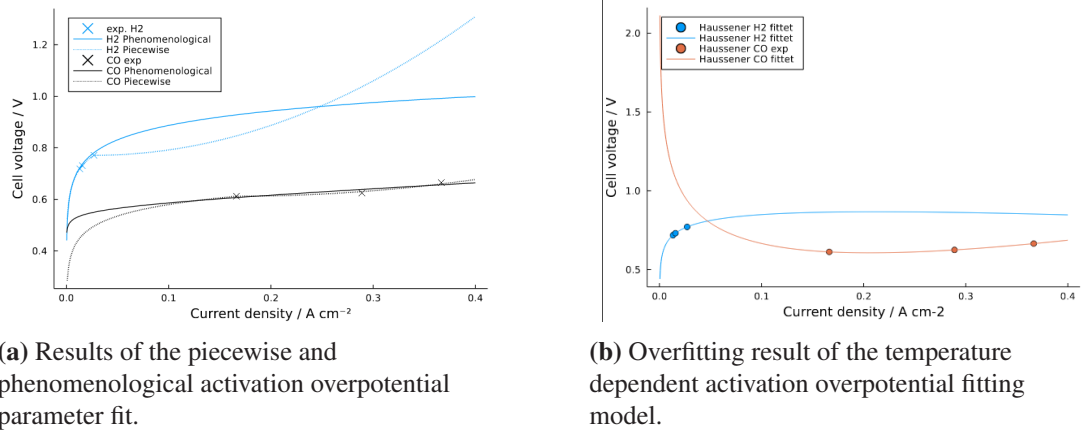 exp. H2
H2 Phenomenological
H2 Piecewise
CO exp
CO Phenomenological
CO Piecewise
1.2
1.0
0.8
0.6
0.4
Cell voltage / V
0.0
0.1
0.2
0.3
0.4
Current density / A cm⁻²
Haussener H2 fittet
Haussener H2 fittet
Haussener CO exp
Haussener CO fittet
2.0
1.5
1.0
0.5
Cell voltage / V
0.0
0.1
0.2
0.3
0.4
Current density / A cm-2
(a) Results of the piecewise and
phenomenological activation overpotential
parameter fit.
(b) Overfitting result of the temperature
dependent activation overpotential fitting
model.